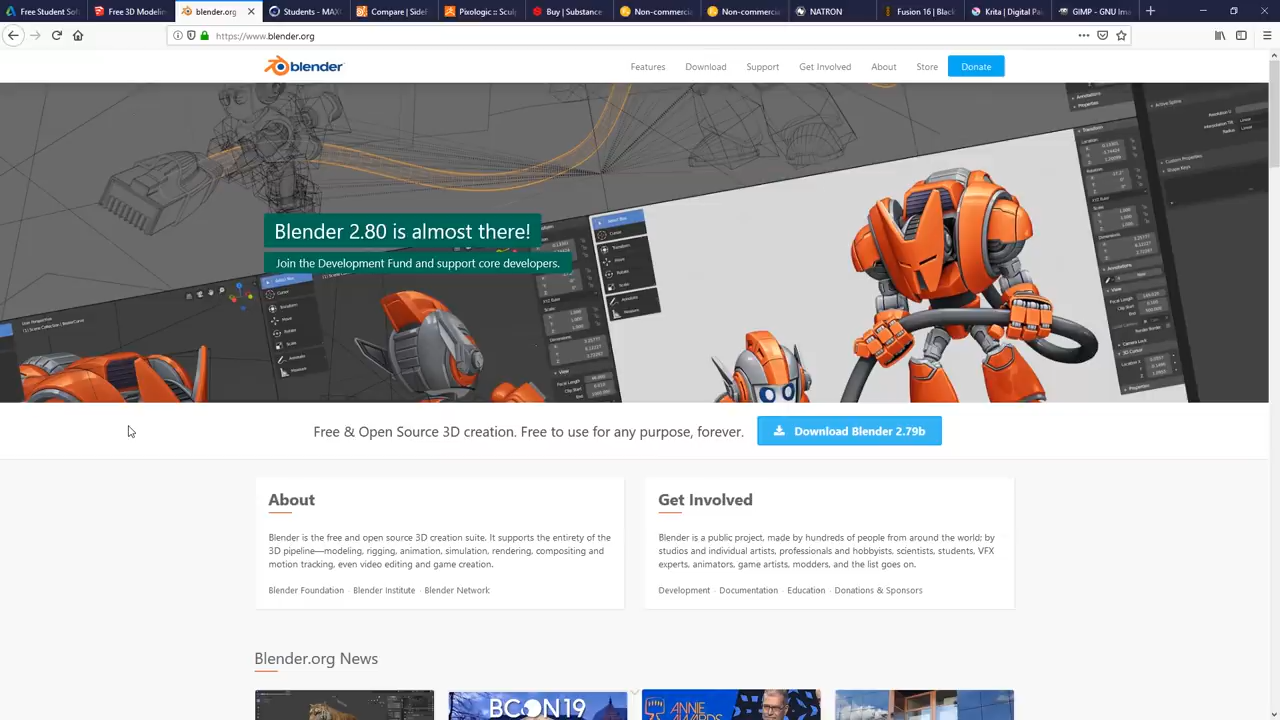 Free Student Soft
Free 3D Modelin
blender.org
Students - MAX
Compare | Sidef
Pixologic :: Scul
Buy | Substance
Non-commercia
Non-commercia
NATRON
Fusion 16 | Black
Krita | Digital Pa
GIMP - GNU Ima
https://www.blender.org
blender
Features
Download
Support
Get Involved
About
Store
Donate
Blender 2.80 is almost there!
Join the Development Fund and support core developers.
Free & Open Source 3D creation. Free to use for any purpose, forever.
Download Blender 2.79b
About
Blender is the free and open source 3D creation suite. It supports the entirety of the
3D pipeline—modeling, rigging, animation, simulation, rendering, compositing and
motion tracking, even video editing and game creation.
Blender Foundation · Blender Institute · Blender Network
Get Involved
Blender is a public project, made by hundreds of people from around the world; by
studios and individual artists, professionals and hobbyists, scientists, students, VFX
experts, animators, game artists, modders, and the list goes on.
Development · Documentation · Education · Donations & Sponsors
Blender.org News
BCON19
ANNIE
AWARDS